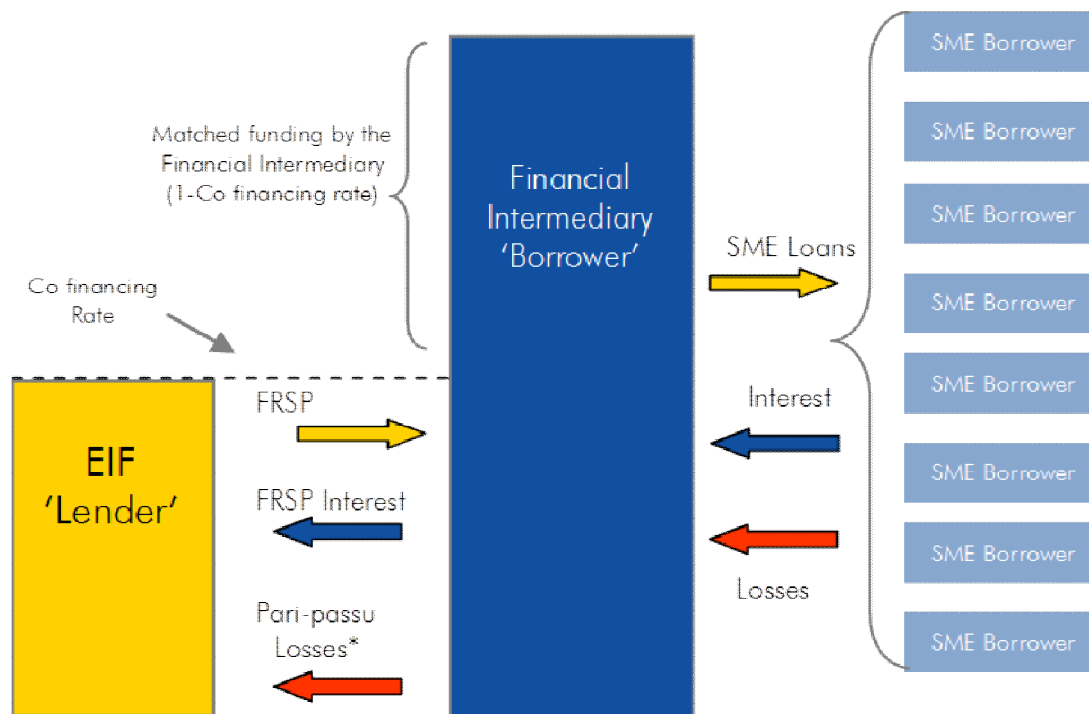 Matched funding by the
Financial Intermediary
(1-Co financing rate)
Co financing
Rate
EIF
‘Lender’
FRSP
FRSP Interest
Pari-passu
Losses*
Financial
Intermediary
‘Borrower’
SME Loans
Interest
Losses
SME Borrower
SME Borrower
SME Borrower
SME Borrower
SME Borrower
SME Borrower
SME Borrower
SME Borrower